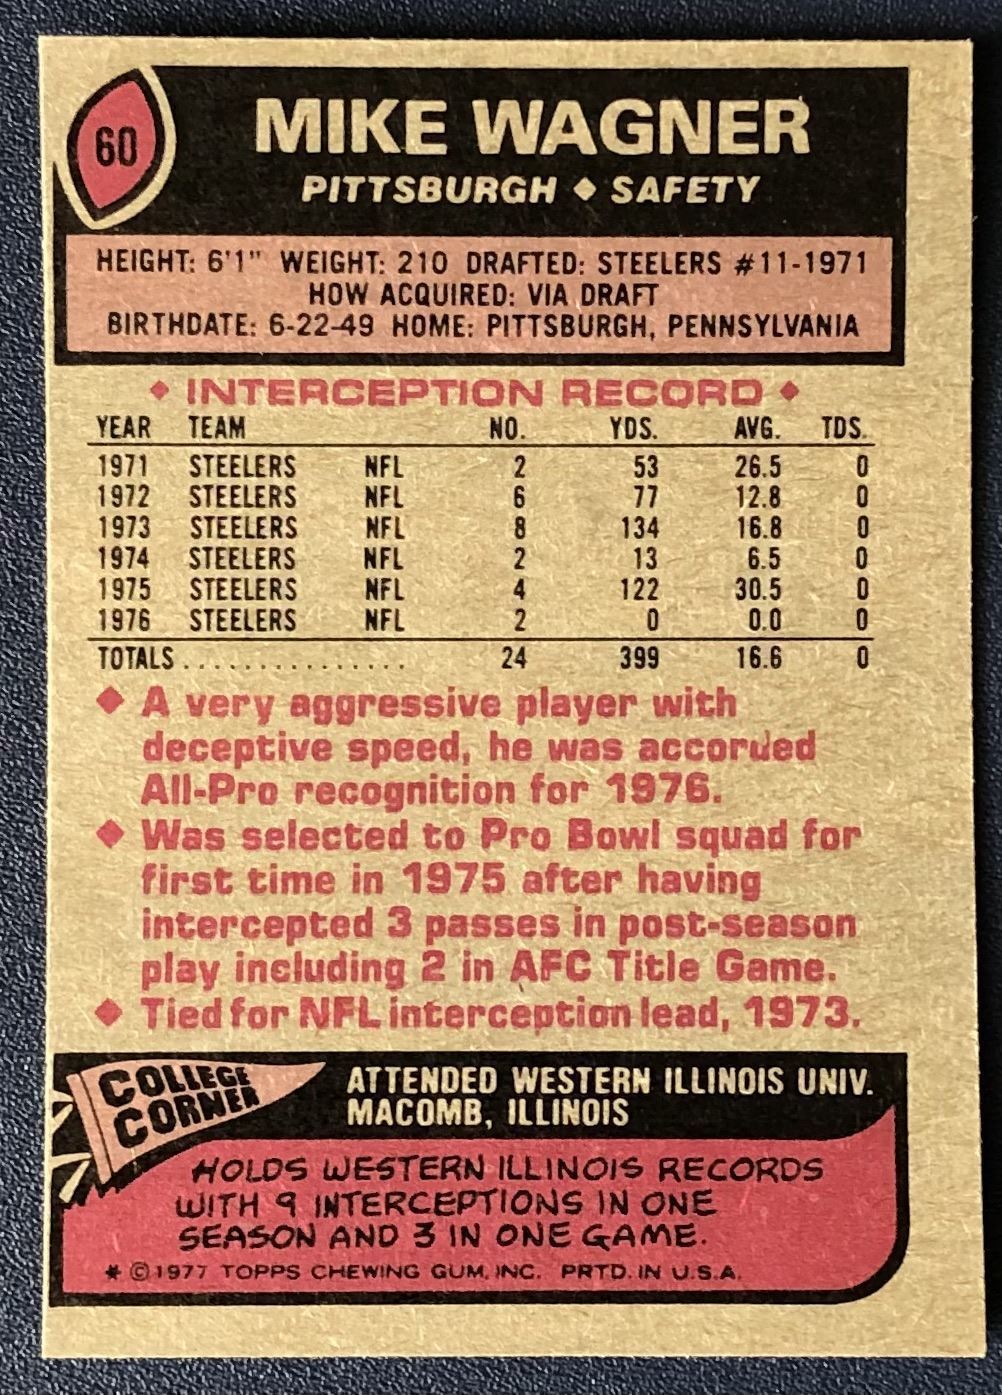 60
MIKE WAGNER
PITTSBURGH ◆ SAFETY
HEIGHT: 6'1" WEIGHT: 210 DRAFTED: STEELERS #11-1971
HOW ACQUIRED: VIA DRAFT
BIRTHDATE: 6-22-49 HOME: PITTSBURGH, PENNSYLVANIA
◆ INTERCEPTION RECORD ◆
YEAR TEAM NO. YDS. AVG. TDS.
1971 STEELERS NFL 2 53 26.5 0
1972 STEELERS NFL 6 77 12.8 0
1973 STEELERS NFL 8 134 16.8 0
1974 STEELERS NFL 2 13 6.5 0
1975 STEELERS NFL 4 122 30.5 0
1976 STEELERS NFL 2 0 0.0 0
TOTALS............... 24 399 16.6 0
◆ A very aggressive player with
deceptive speed, he was accorded
All-Pro recognition for 1976.
◆ Was selected to Pro Bowl squad for
first time in 1975 after having
intercepted 3 passes in post-season
play including 2 in AFC Title Game.
◆ Tied for NFL interception lead, 1973.
COLLEGE
CORNER
ATTENDED WESTERN ILLINOIS UNIV.
MACOMB, ILLINOIS
HOLDS WESTERN ILLINOIS RECORDS
WITH 9 INTERCEPTIONS IN ONE
SEASON AND 3 IN ONE GAME.
* ©1977 TOPPS CHEWING GUM, INC. PRTD. IN U.S.A.